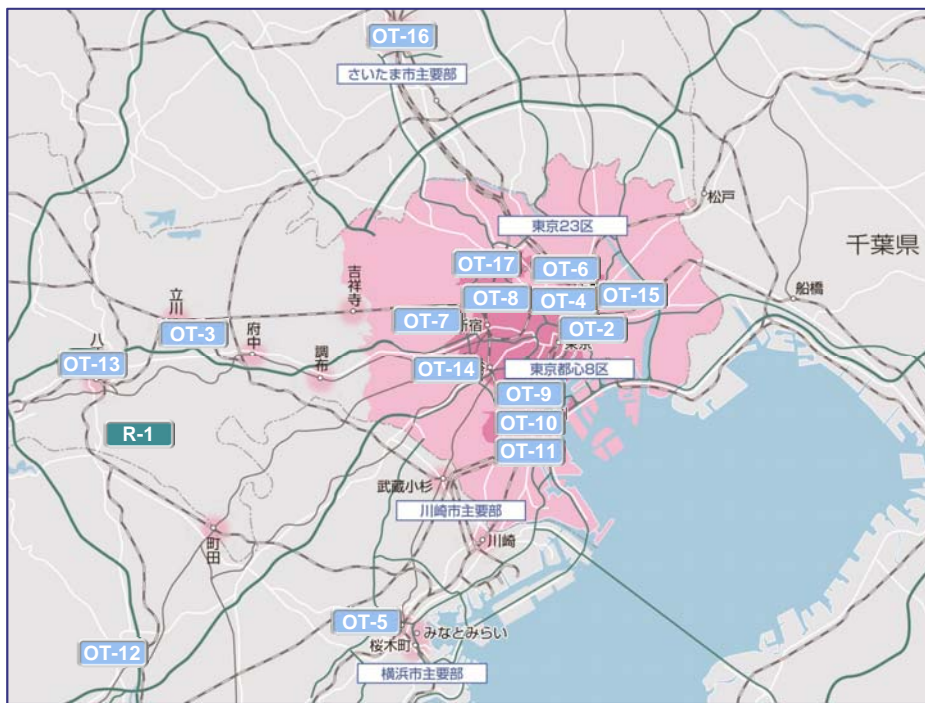 OT-16
さいたま市主要部
松戸
東京23区
千葉県
OT-17
OT-6
吉祥寺
立川
OT-8
OT-4
OT-15
船橋
OT-7
新宿
OT-2
東京
OT-3
府中
調布
八
OT-13
OT-14
東京都心8区
OT-9
OT-10
R-1
OT-11
武蔵小杉
川崎市主要部
町田
川崎
OT-5
みなとみらい
桜木町
OT-12
横浜市主要部